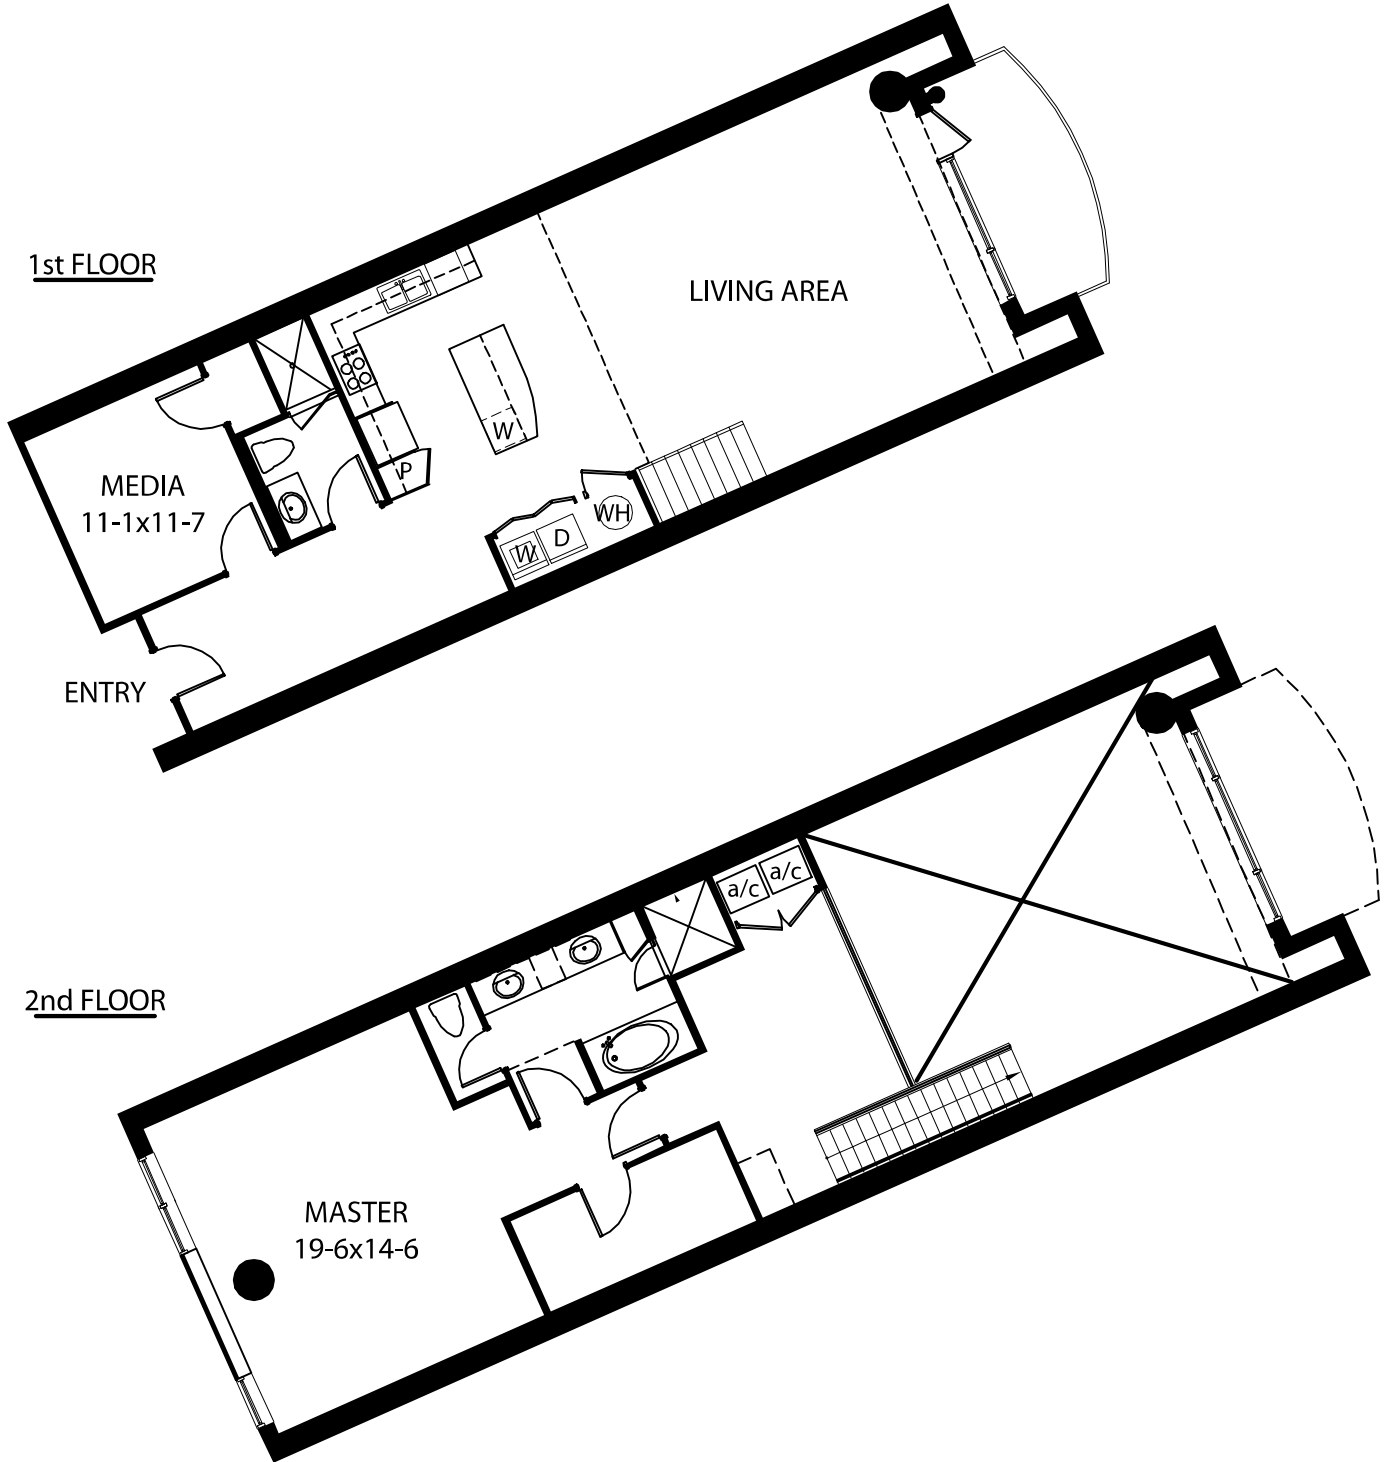 1st FLOOR
LIVING AREA
W
P
MEDIA
11-1x11-7
WH
W
D
ENTRY
a/c
a/c
2nd FLOOR
MASTER
19-6x14-6